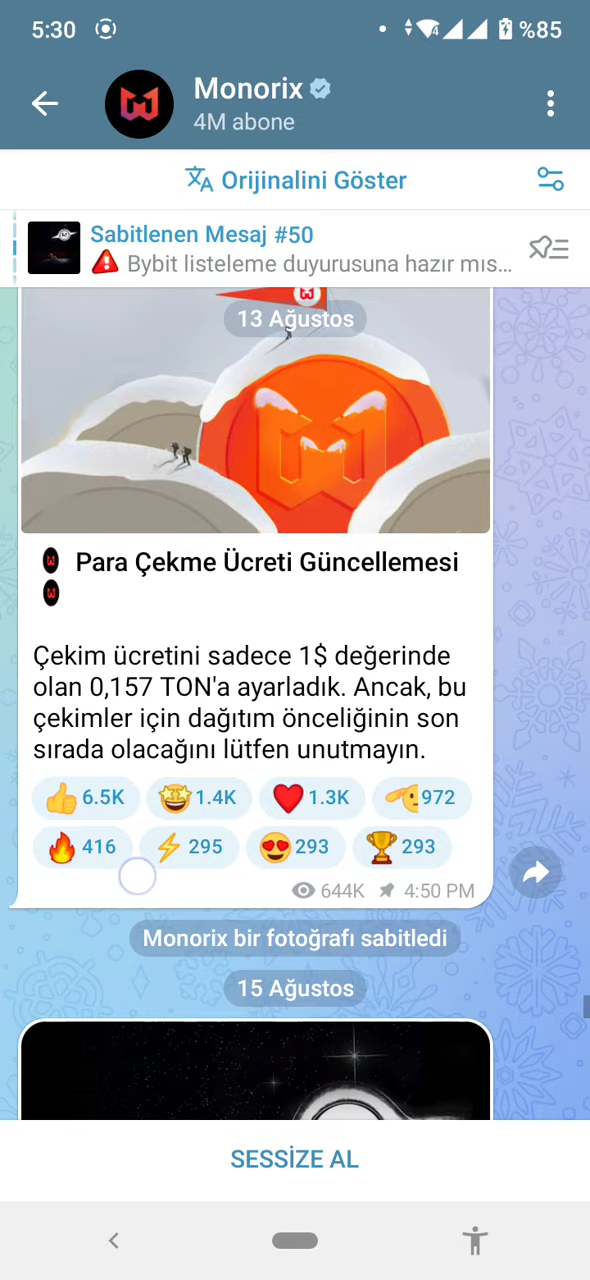 5:30
4
%85
Monorix
4M abone
Orijinalini Göster
Sabitlenen Mesaj #50
Bybit listeleme duyurusuna hazır mıs...
13 Ağustos
Para Çekme Ücreti Güncellemesi
Çekim ücretini sadece 1$ değerinde
olan 0,157 TON'a ayarladık. Ancak, bu
çekimler için dağıtım önceliğinin son
sırada olacağını lütfen unutmayın.
6.5K 1.4K 1.3K 972
416 295 293 293
644K 4:50 PM
Monorix bir fotoğrafı sabitledi
15 Ağustos
SESSİZE AL